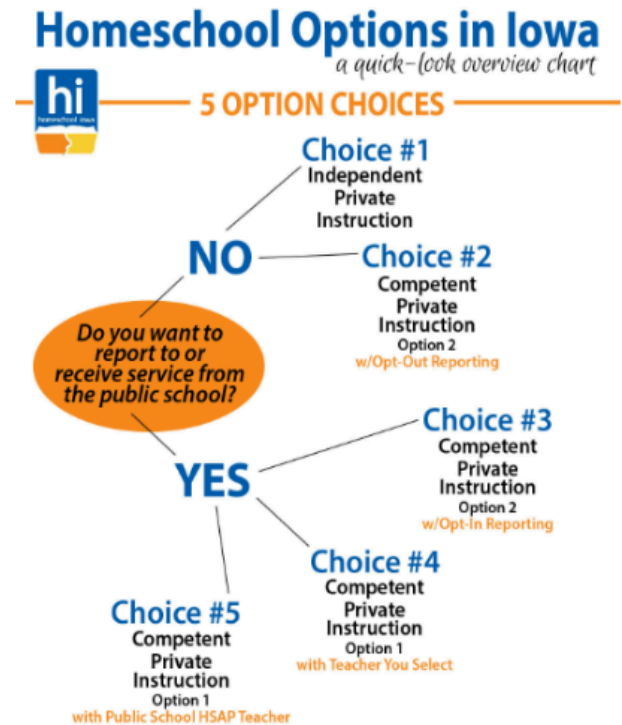 Homeschool Options in Iowa
a quick-look overview chart
hi
homeschool iowa
5 OPTION CHOICES
Choice #1
Independent
Private
Instruction
NO
Choice #2
Competent
Private
Instruction
Option 2
w/Opt-Out Reporting
Do you want to
report to or
receive service from
the public school?
Choice #3
Competent
Private
Instruction
Option 2
w/Opt-In Reporting
YES
Choice #4
Competent
Private
Instruction
Option 1
with Teacher You Select
Choice #5
Competent
Private
Instruction
Option 1
with Public School HSAP Teacher